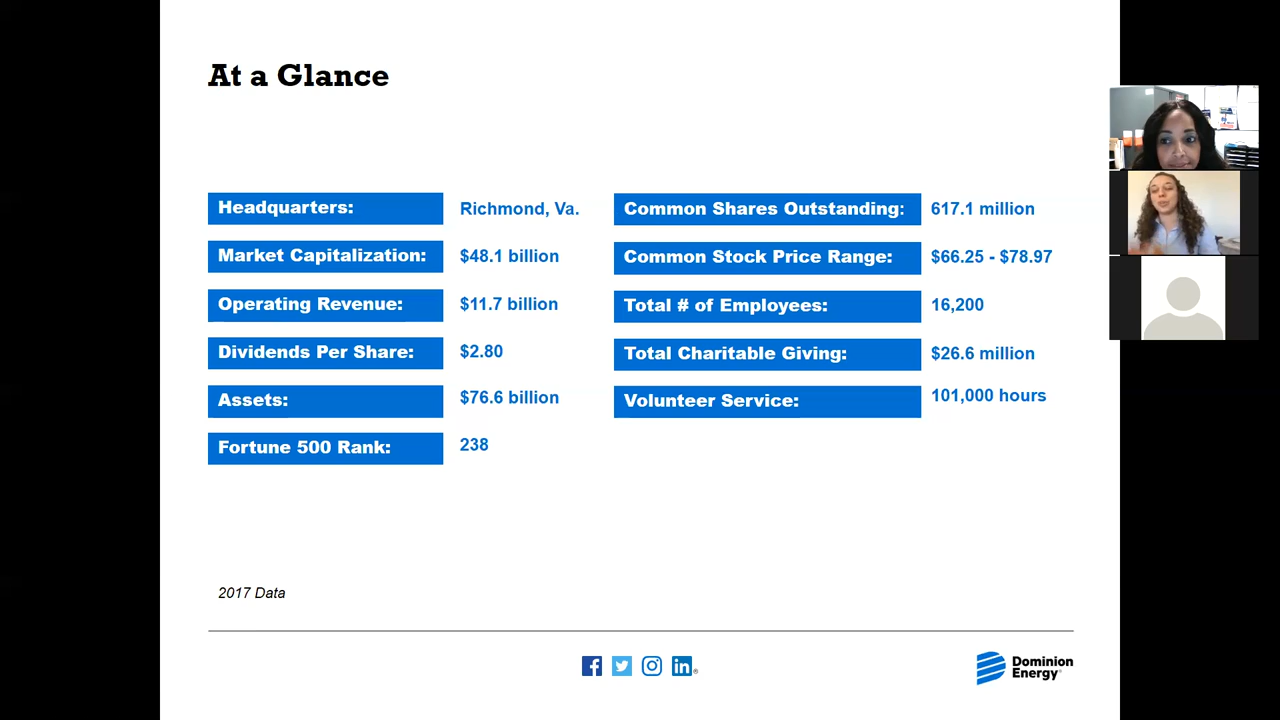 At a Glance
Headquarters: Richmond, Va.
Market Capitalization: $48.1 billion
Operating Revenue: $11.7 billion
Dividends Per Share: $2.80
Assets: $76.6 billion
Fortune 500 Rank: 238
Common Shares Outstanding: 617.1 million
Common Stock Price Range: $66.25 - $78.97
Total # of Employees: 16,200
Total Charitable Giving: $26.6 million
Volunteer Service: 101,000 hours
2017 Data
Dominion
Energy